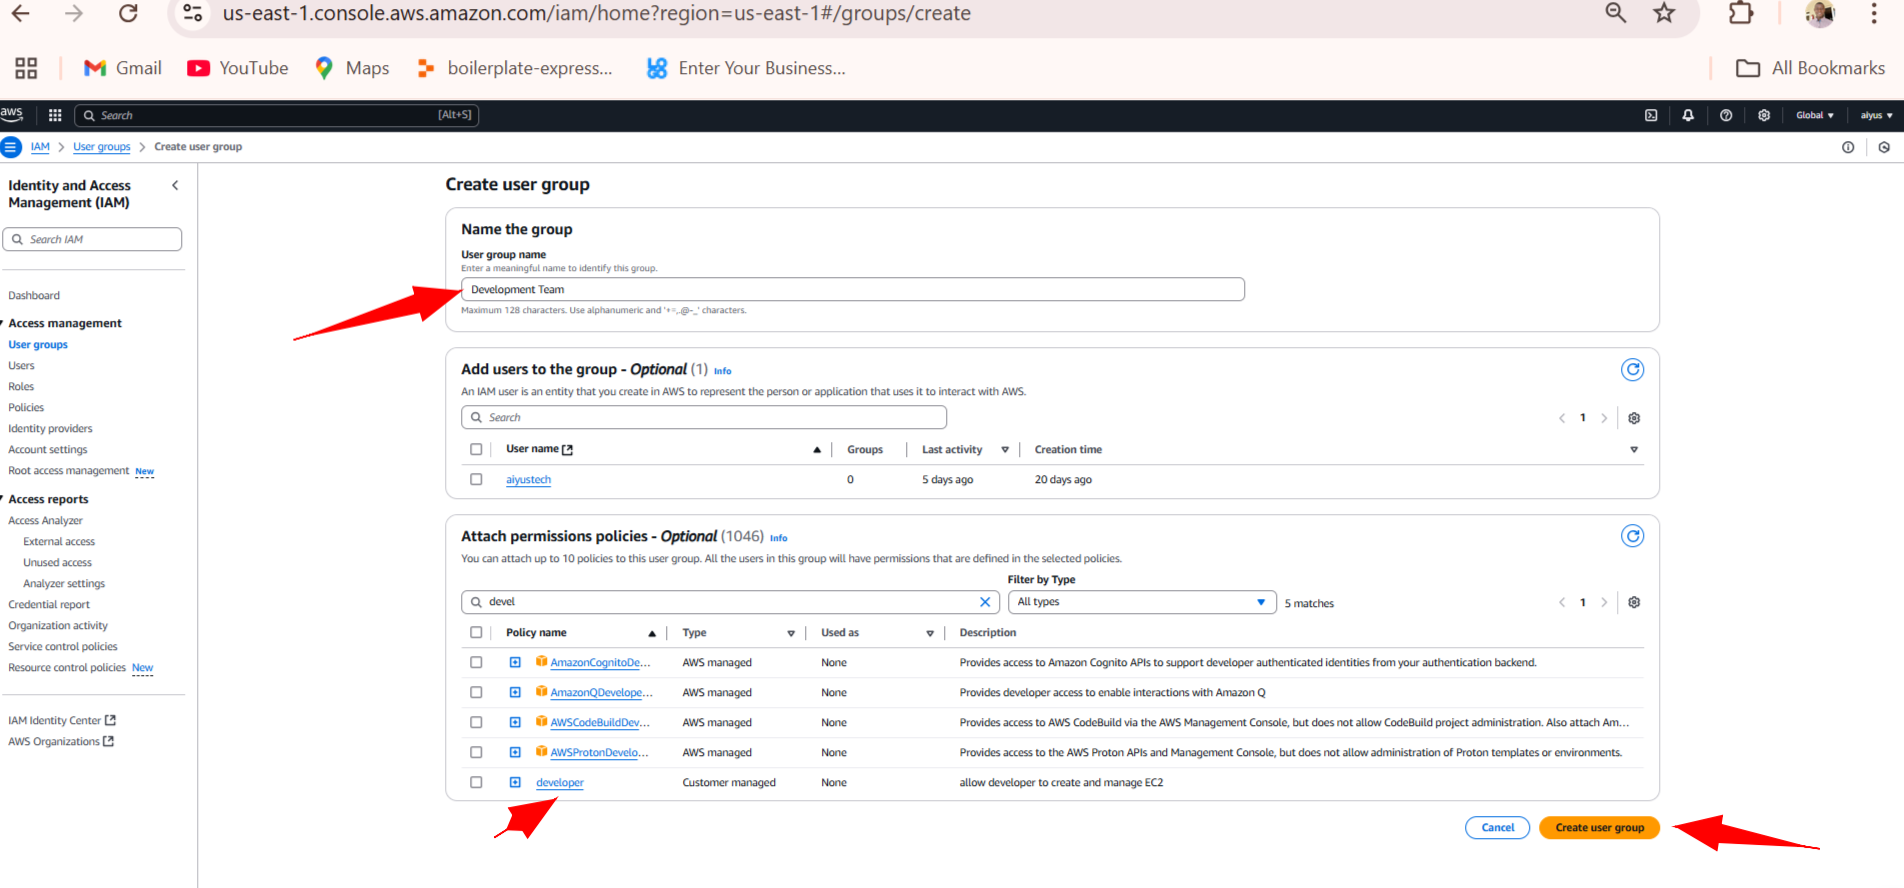 us-east-1.console.aws.amazon.com/iam/home?region=us-east-1#/groups/create
Gmail YouTube Maps boilerplate-express... Enter Your Business... All Bookmarks
aws Search [Alt+S] Global aiyus
IAM > User groups > Create user group
Identity and Access
Management (IAM)
Search IAM
Dashboard
Access management
User groups
Users
Roles
Policies
Identity providers
Account settings
Root access management New
Access reports
Access Analyzer
External access
Unused access
Analyzer settings
Credential report
Organization activity
Service control policies
Resource control policies New
IAM Identity Center
AWS Organizations
Create user group
Name the group
User group name
Enter a meaningful name to identify this group.
Development Team
Maximum 128 characters. Use alphanumeric and '+=,.@-_' characters.
Add users to the group - Optional (1) Info
An IAM user is an entity that you create in AWS to represent the person or application that uses it to interact with AWS.
Search
1
User name Groups Last activity Creation time
aiyustech 0 5 days ago 20 days ago
Attach permissions policies - Optional (1046) Info
You can attach up to 10 policies to this user group. All the users in this group will have permissions that are defined in the selected policies.
Filter by Type
devel All types 5 matches 1
Policy name Type Used as Description
AmazonCognitoDe... AWS managed None Provides access to Amazon Cognito APIs to support developer authenticated identities from your authentication backend.
AmazonQDevelope... AWS managed None Provides developer access to enable interactions with Amazon Q
AWSCodeBuildDev... AWS managed None Provides access to AWS CodeBuild via the AWS Management Console, but does not allow CodeBuild project administration. Also attach Am...
AWSProtonDevelo... AWS managed None Provides access to the AWS Proton APIs and Management Console, but does not allow administration of Proton templates or environments.
developer Customer managed None allow developer to create and manage EC2
Cancel Create user group